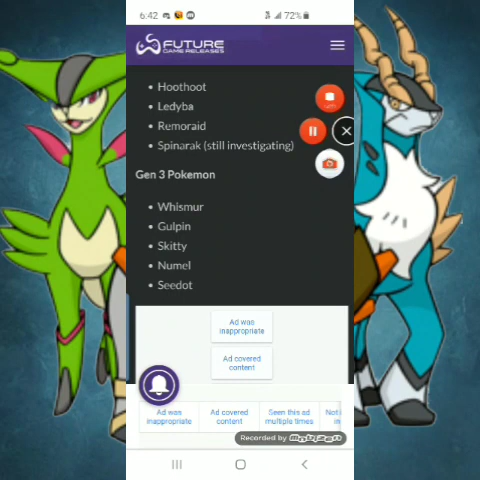 6:42
72%
FUTURE
GAME RELEASES
Hoothoot
Ledyba
Remoraid
Spinarak (still investigating)
Gen 3 Pokemon
Whismur
Gulpin
Skitty
Numel
Seedot
Ad was
inappropriate
Ad covered
content
Ad was
inappropriate
Ad covered
content
Seen this ad
multiple times
Recorded by mobizen